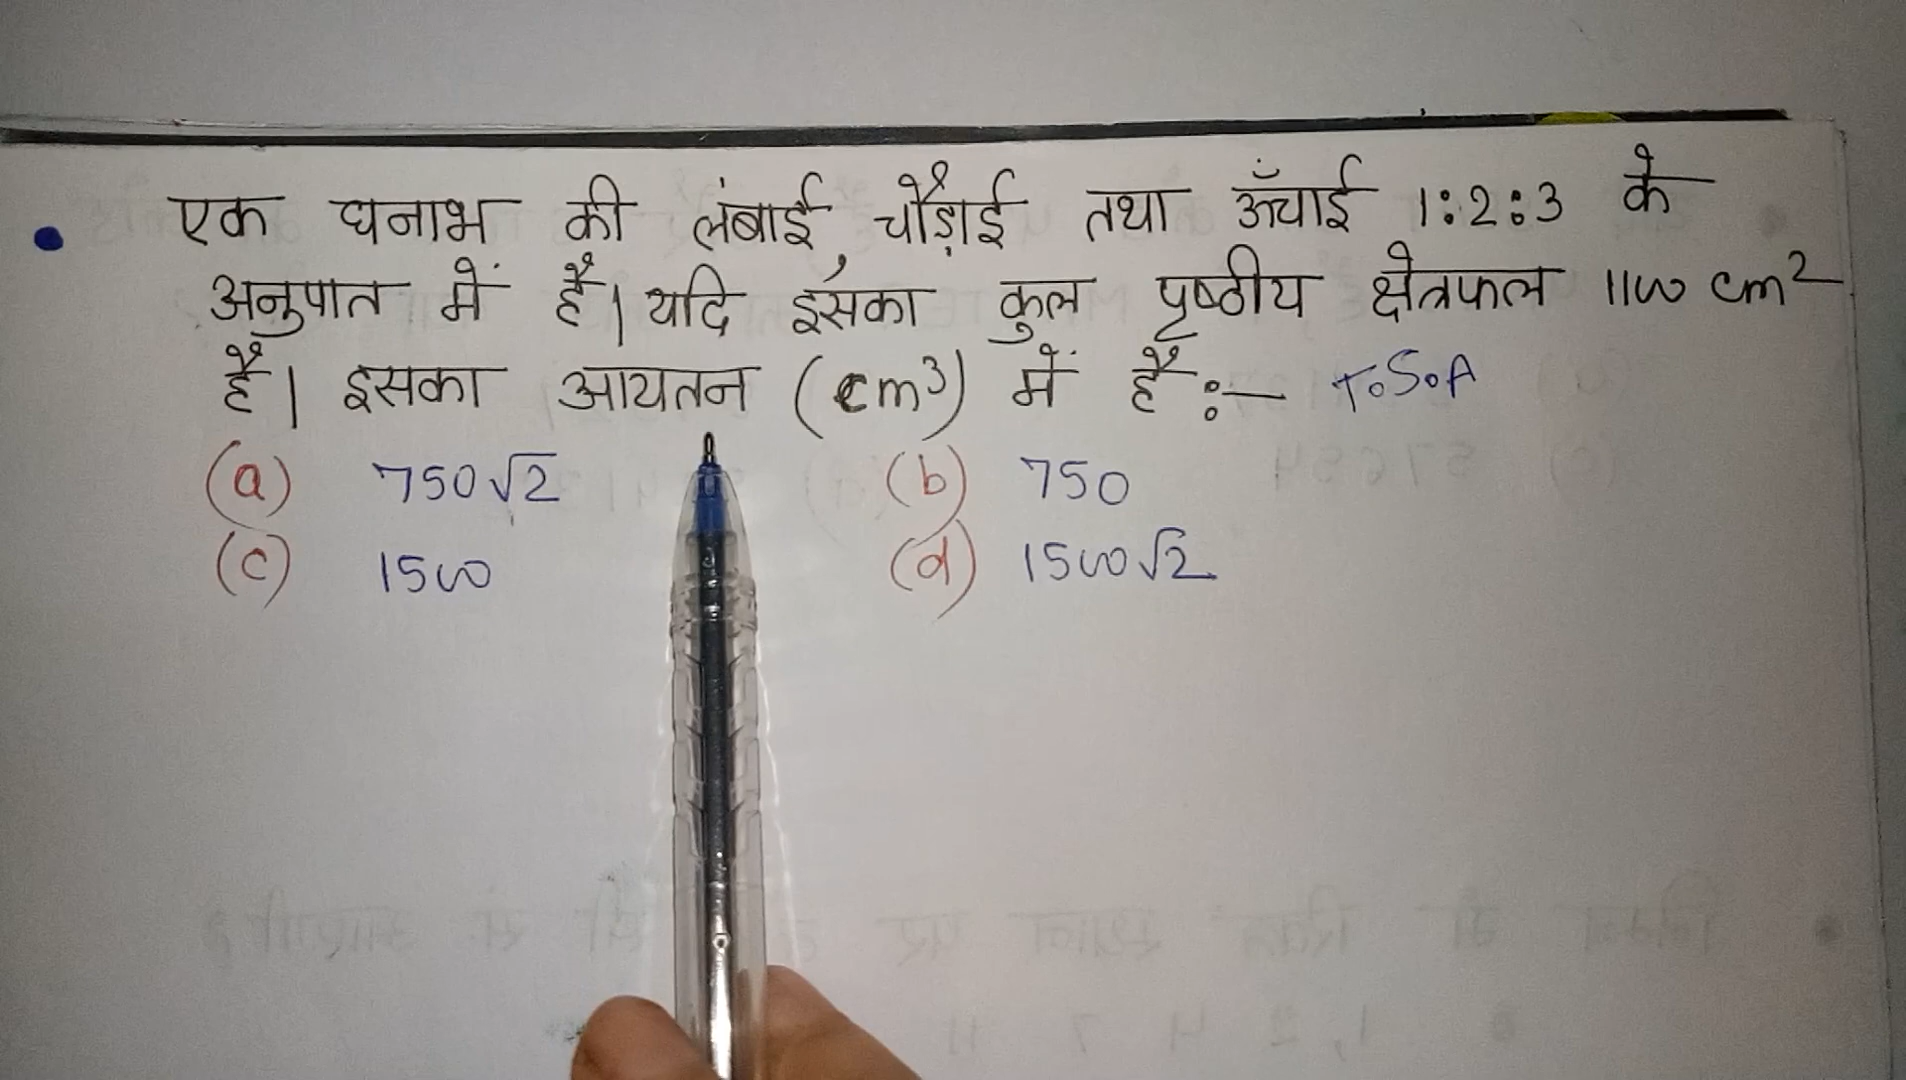 एक घनाभ की लंबाई, चौड़ाई तथा ऊँचाई 1:2:3 के
अनुपात में है। यदि इसका कुल पृष्ठीय क्षेत्रफल 1100 cm²
है। इसका आयतन (cm³) में है:— T.S.A
(a) 750√2 (b) 750
(c) 1500 (d) 1500√2